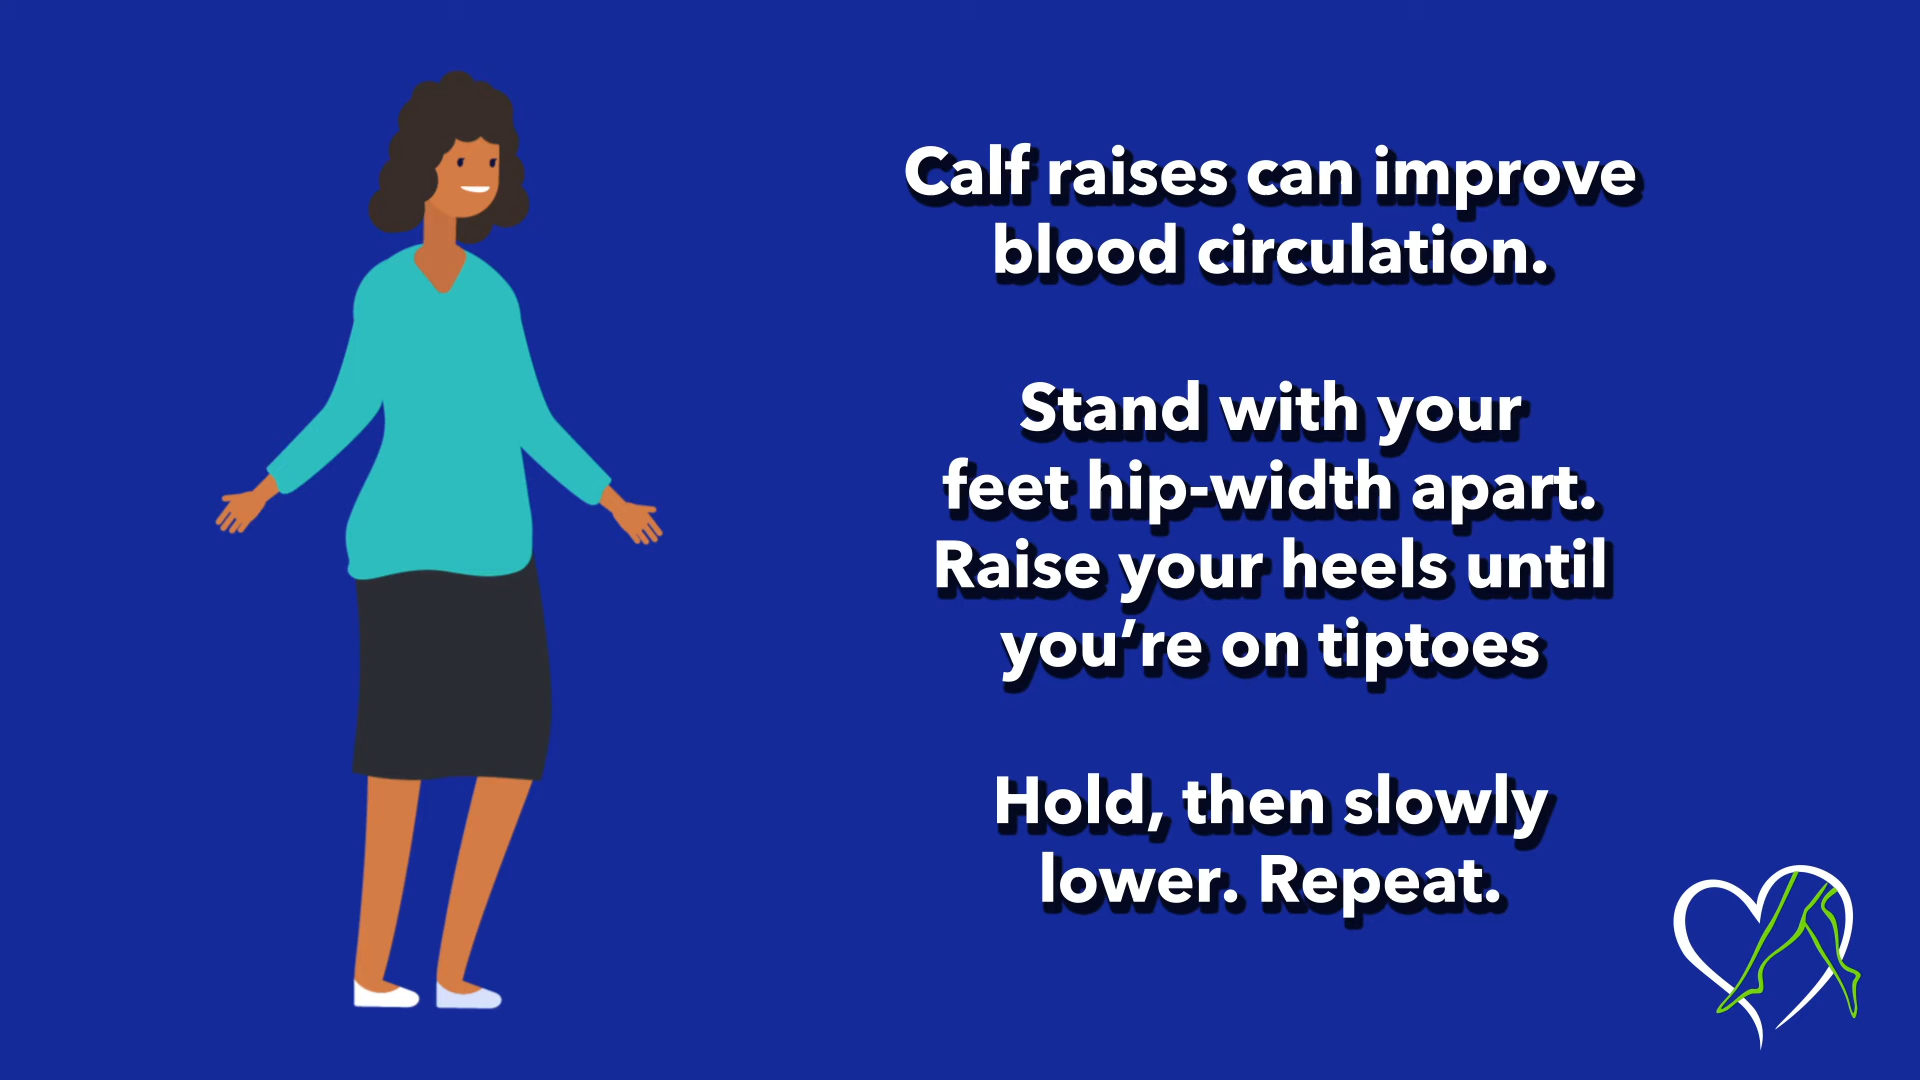 Calf raises can improve
blood circulation.
Stand with your
feet hip-width apart.
Raise your heels until
you’re on tiptoes
Hold, then slowly
lower. Repeat.